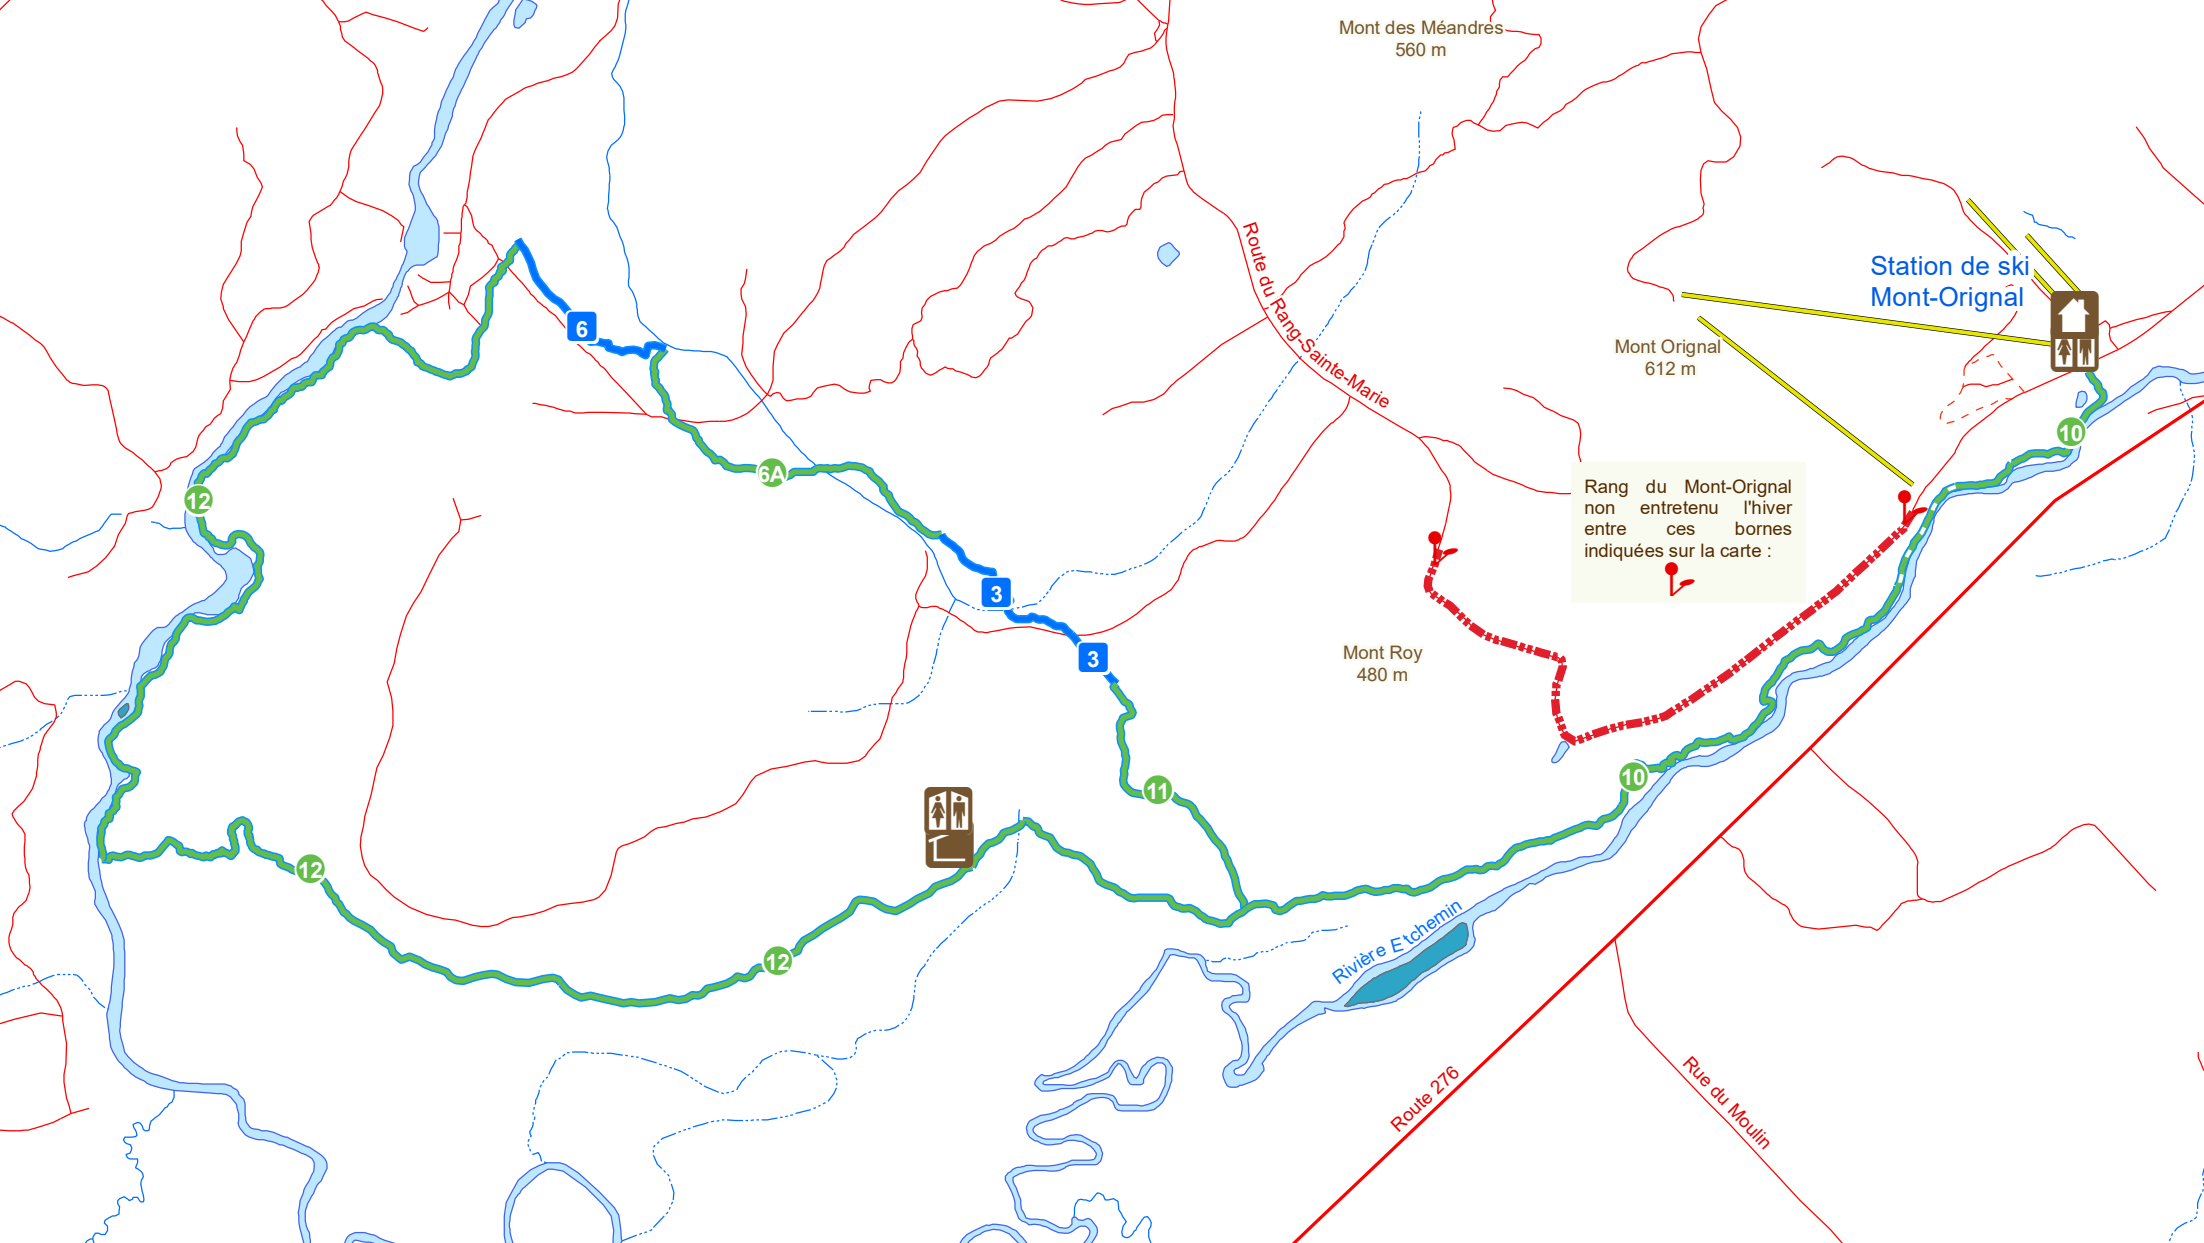 Mont des Méandres
560 m
Route du Rang-Sainte-Marie
Station de ski
Mont-Orignal
6
Mont Orignal
612 m
10
6A
12
Rang du Mont-Orignal
non entretenu l'hiver
entre ces bornes
indiquées sur la carte :
3
3
Mont Roy
480 m
10
11
12
12
Rivière Etchemin
Route 276
Rue du Moulin